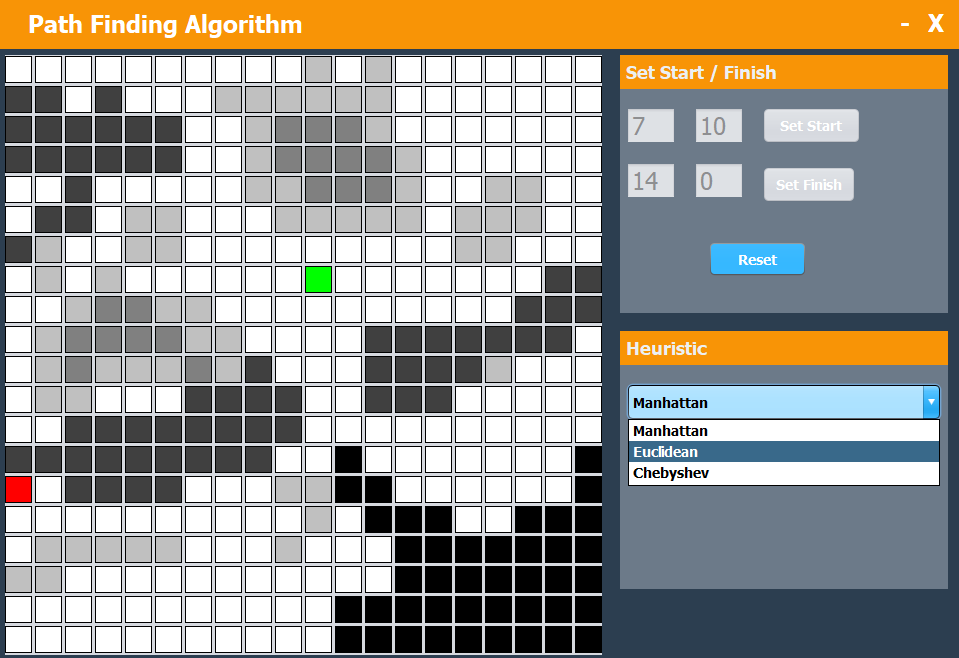 Path Finding Algorithm - X
Set Start / Finish
7 10 Set Start
14 0 Set Finish
Reset
Heuristic
Manhattan
Manhattan
Euclidean
Chebyshev